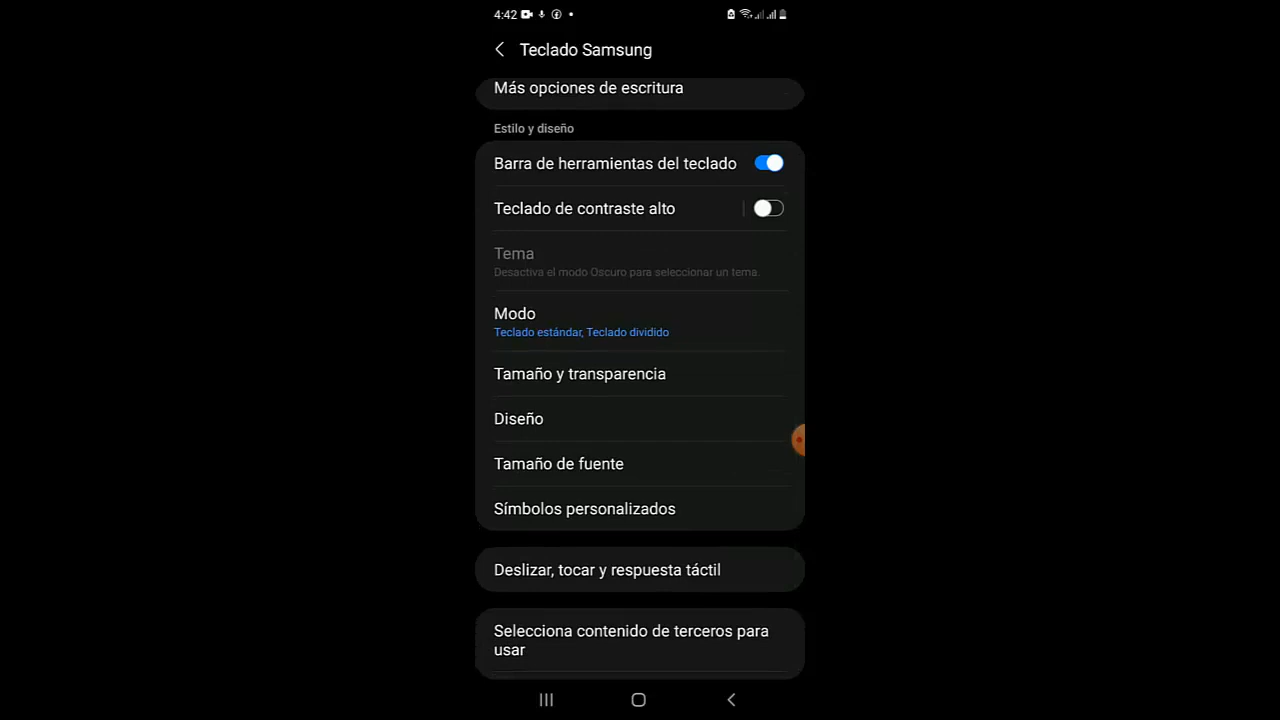 4:42
Teclado Samsung
Más opciones de escritura
Estilo y diseño
Barra de herramientas del teclado
Teclado de contraste alto
Tema
Desactiva el modo Oscuro para seleccionar un tema.
Modo
Teclado estándar, Teclado dividido
Tamaño y transparencia
Diseño
Tamaño de fuente
Símbolos personalizados
Deslizar, tocar y respuesta táctil
Selecciona contenido de terceros para
usar